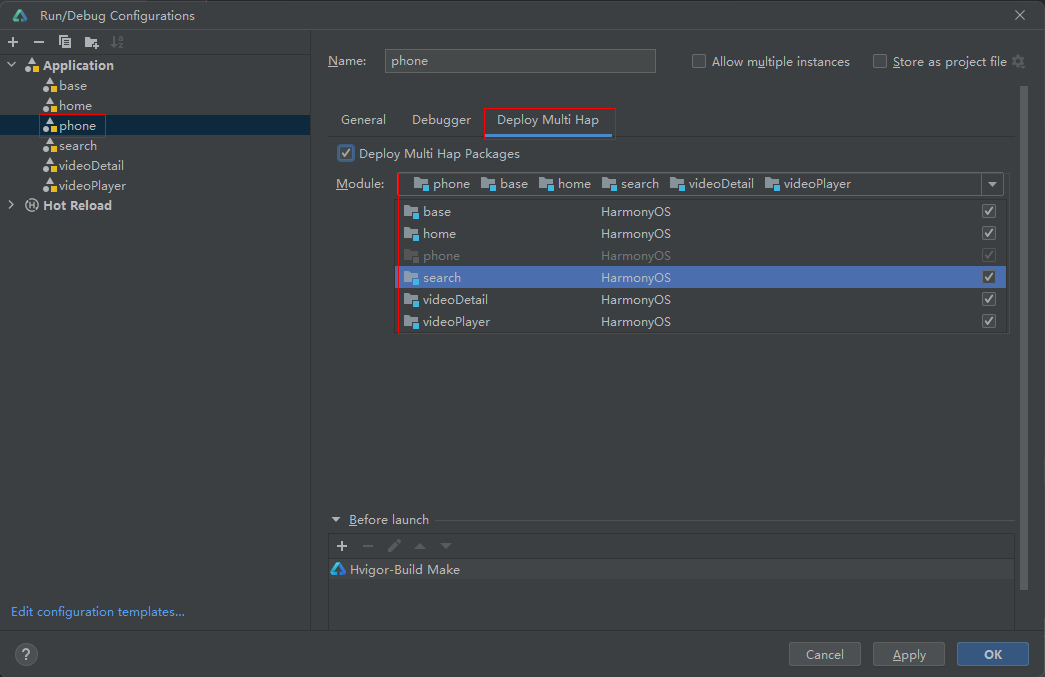 Run/Debug Configurations
Application
base
home
phone
search
videoDetail
videoPlayer
Hot Reload
Edit configuration templates...
Name: phone Allow multiple instances Store as project file
General Debugger Deploy Multi Hap
Deploy Multi Hap Packages
Module: phone base home search videoDetail videoPlayer
base HarmonyOS
home HarmonyOS
phone HarmonyOS
search HarmonyOS
videoDetail HarmonyOS
videoPlayer HarmonyOS
Before launch
Hvigor-Build Make
? Cancel Apply OK